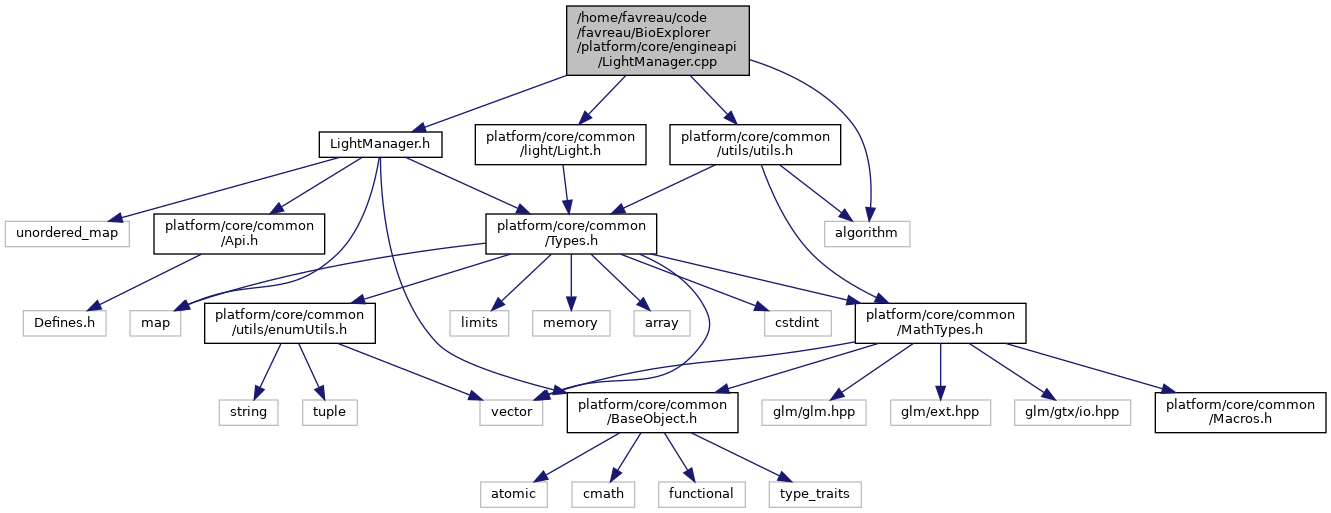 /home/favreau/code
/favreau/BioExplorer
/platform/core/engineapi
/LightManager.cpp
LightManager.h
platform/core/common
/light/Light.h
platform/core/common
/utils/utils.h
unordered_map
platform/core/common
/Api.h
platform/core/common
/Types.h
algorithm
Defines.h
map
platform/core/common
/utils/enumUtils.h
limits
memory
array
cstdint
platform/core/common
/MathTypes.h
string
tuple
vector
platform/core/common
/BaseObject.h
glm/glm.hpp
glm/ext.hpp
glm/gtx/io.hpp
platform/core/common
/Macros.h
atomic
cmath
functional
type_traits